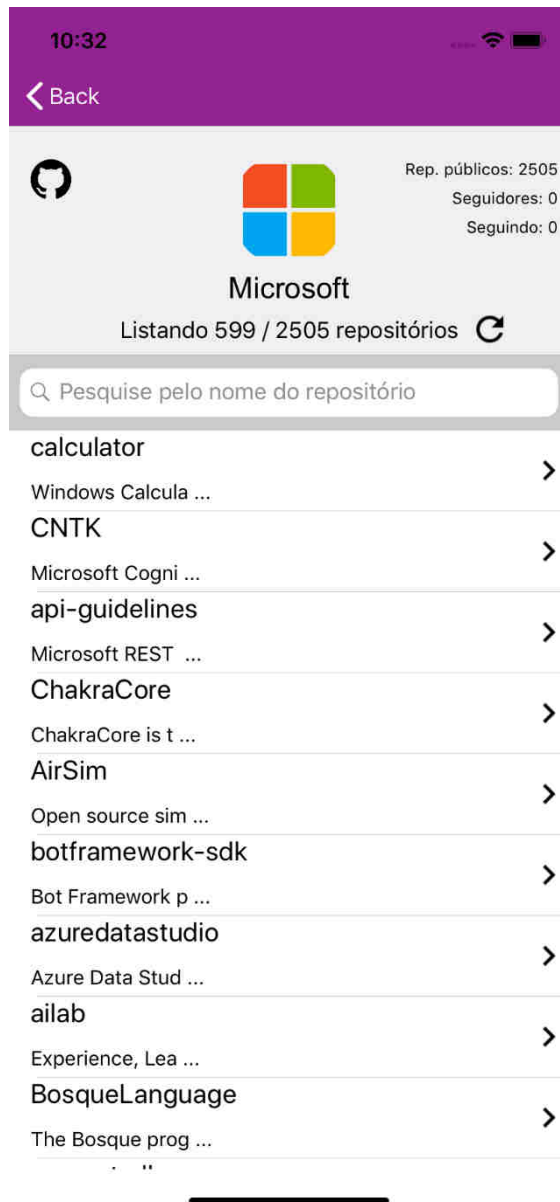 10:32
Back
Rep. públicos: 2505
Seguidores: 0
Seguindo: 0
Microsoft
Listando 599 / 2505 repositórios
Pesquise pelo nome do repositório
calculator
Windows Calcula ...
CNTK
Microsoft Cogni ...
api-guidelines
Microsoft REST  ...
ChakraCore
ChakraCore is t ...
AirSim
Open source sim ...
botframework-sdk
Bot Framework p ...
azuredatastudio
Azure Data Stud ...
ailab
Experience, Lea ...
BosqueLanguage
The Bosque prog ...